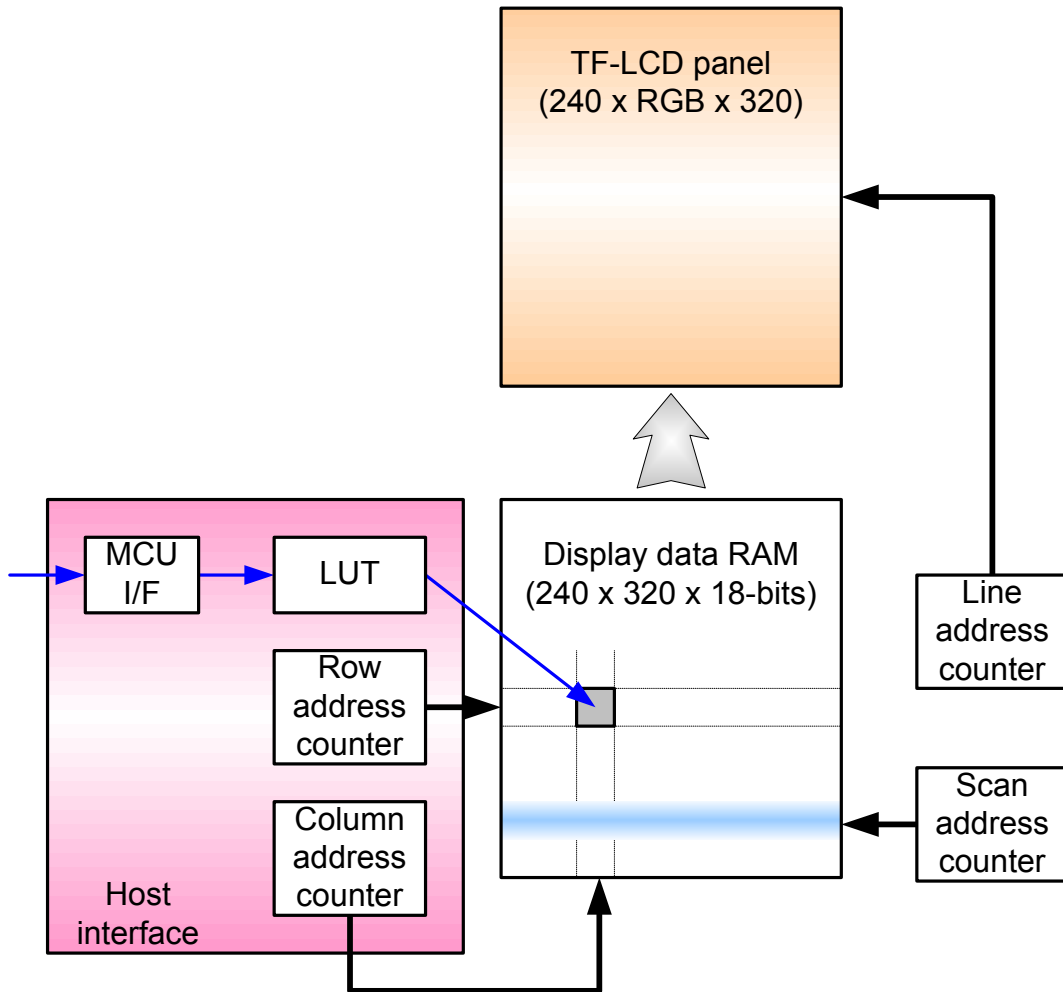 TF-LCD panel
(240 x RGB x 320)
MCU
I/F
LUT
Display data RAM
(240 x 320 x 18-bits)
Line
address
counter
Row
address
counter
Scan
address
counter
Column
address
counter
Host
interface